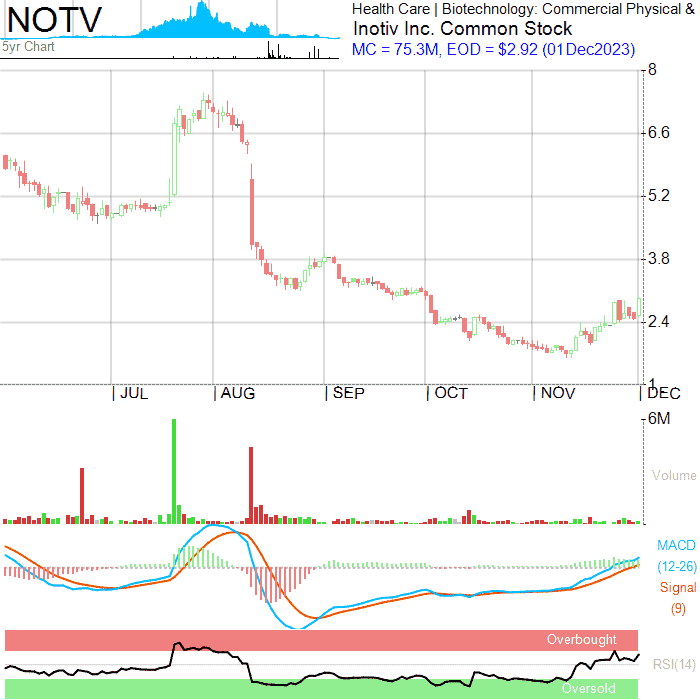 NOTV
5yr Chart
Health Care | Biotechnology: Commercial Physical &
Inotiv Inc. Common Stock
MC = 75.3M, EOD = $2.92 (01Dec2023)
8
6.6
5.2
3.8
2.4
1
JUL AUG SEP OCT NOV DEC
6M
Volume
MACD
(12-26)
Signal
(9)
Overbought
RSI(14)
Oversold